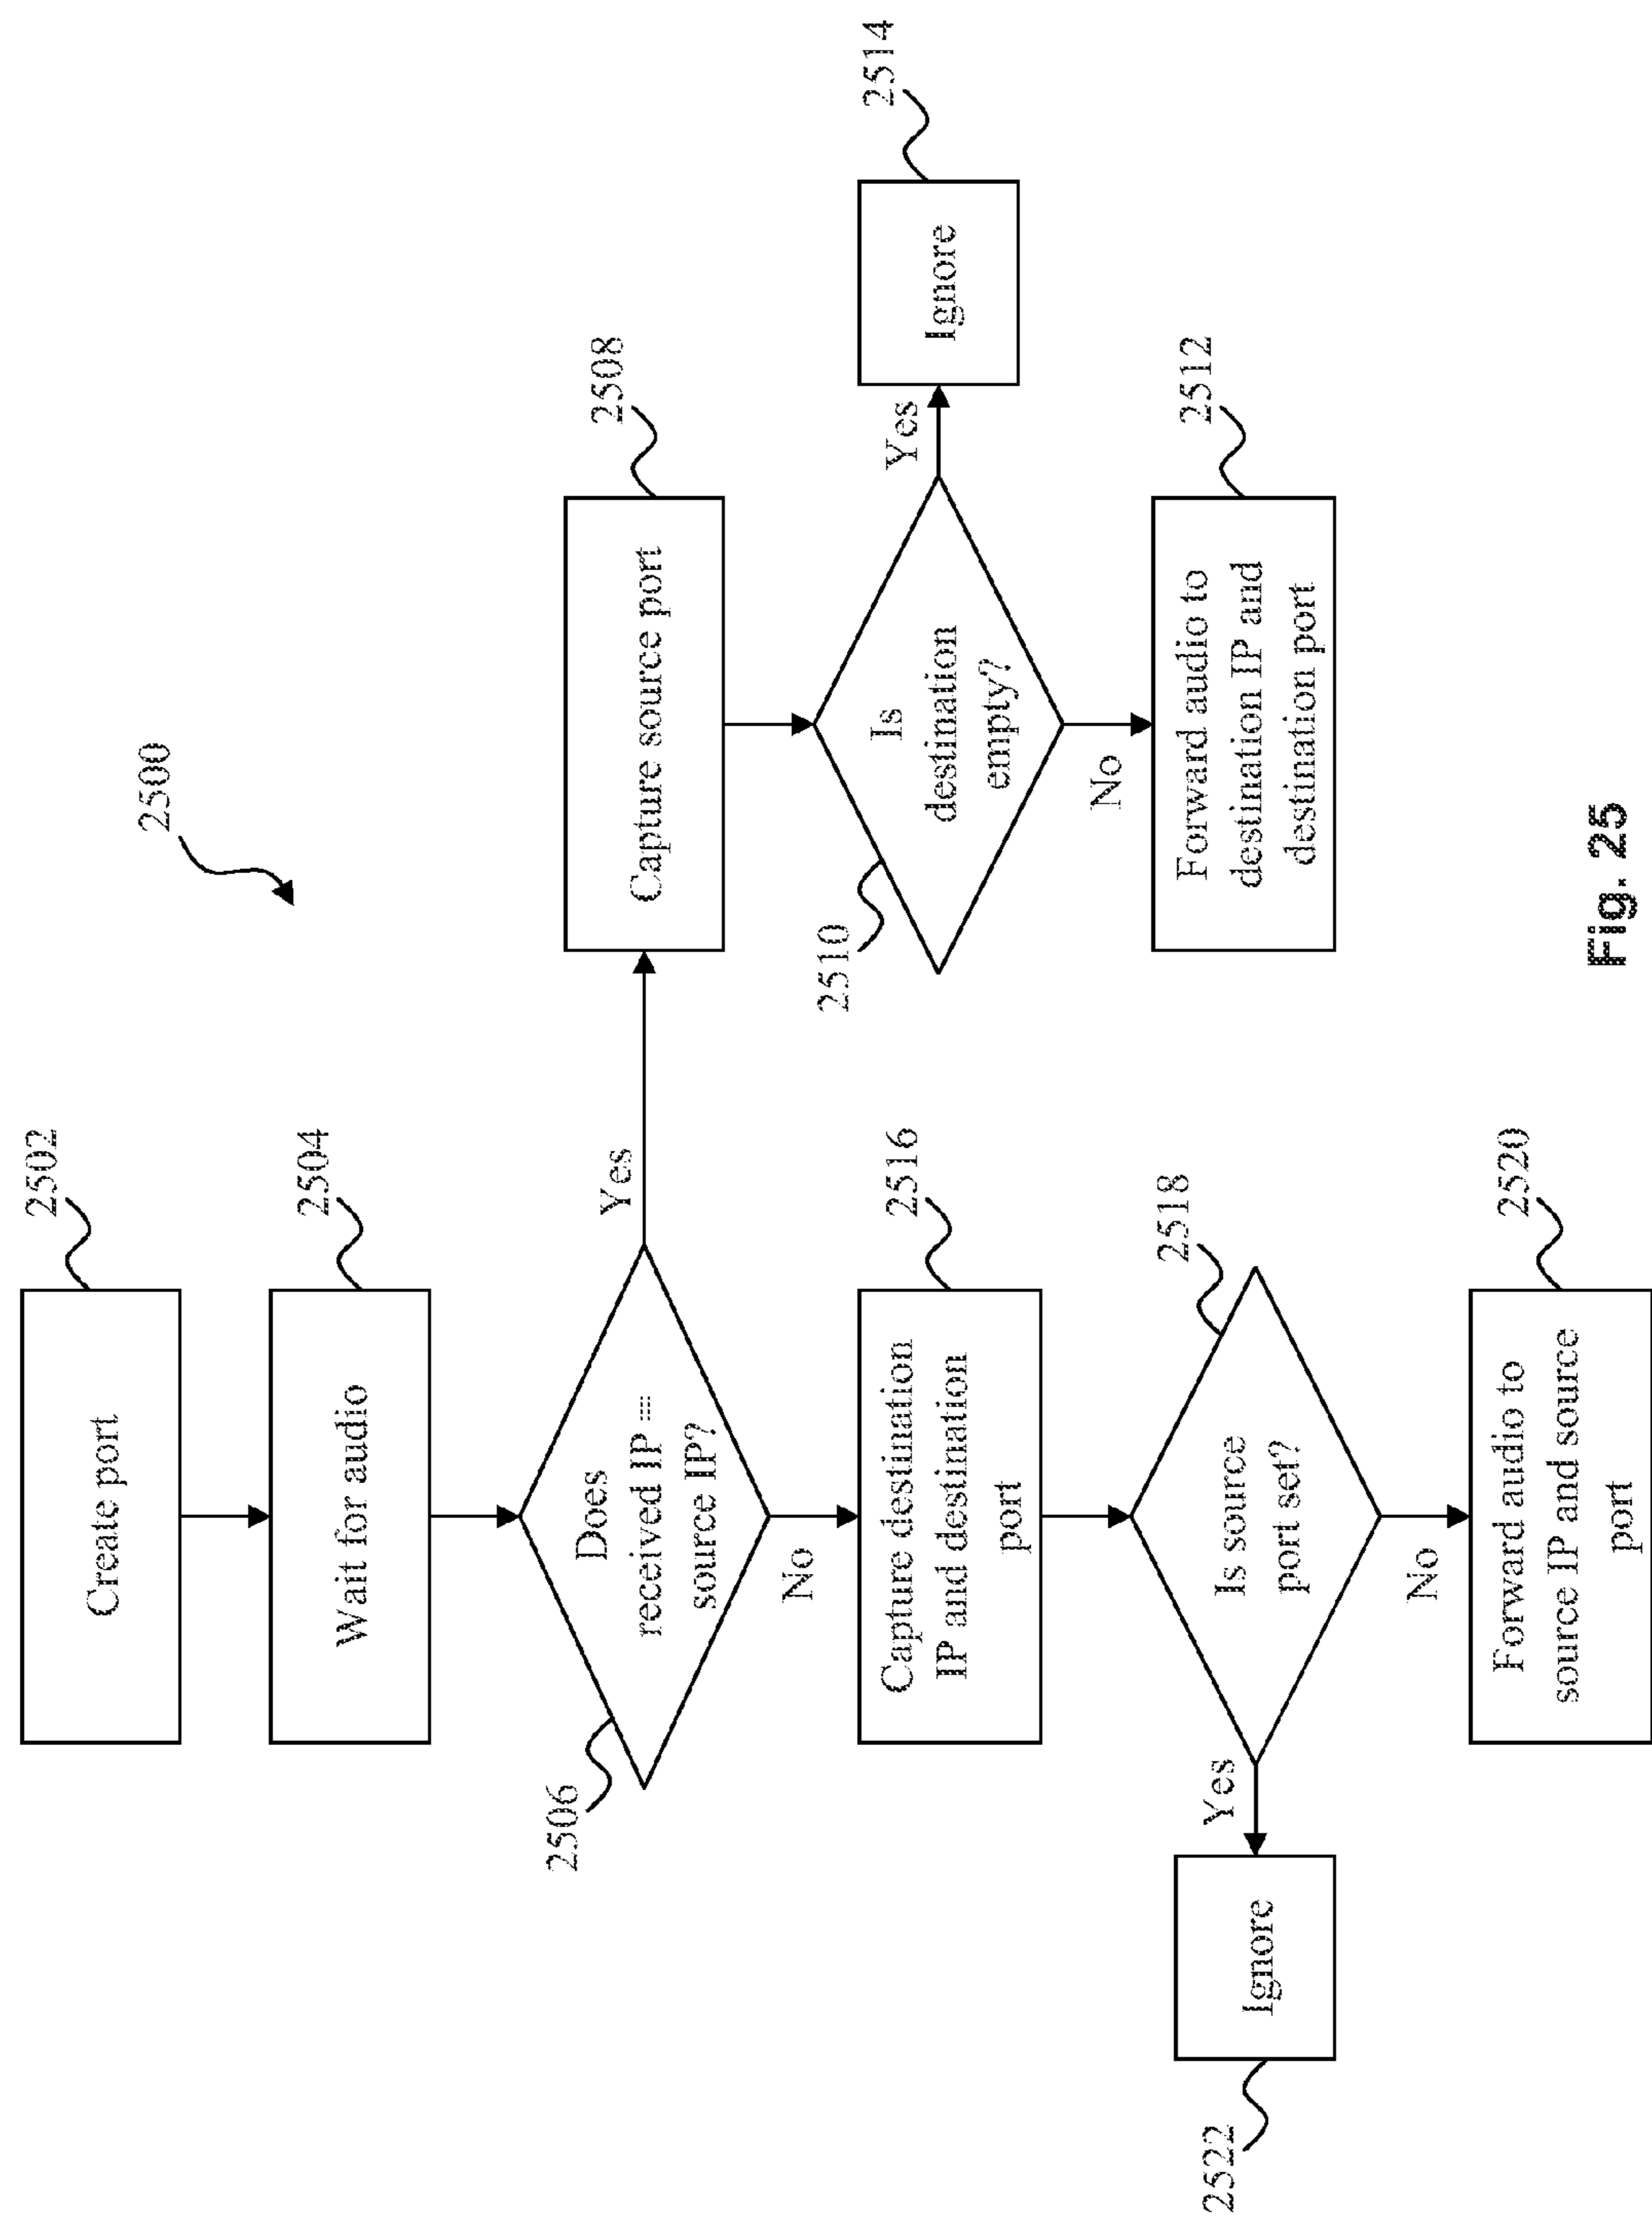 2500
2502
Create port
2504
Wait for audio
2506
Does
received IP =
source IP?
Yes
No
2508
Capture source port
2510
Is
destination
empty?
Yes
2514
Ignore
No
2512
Forward audio to
destination IP and
destination port
2516
Capture destination
IP and destination
port
2518
Is source
port set?
Yes
2522
Ignore
No
2520
Forward audio to
source IP and source
port
Fig. 25